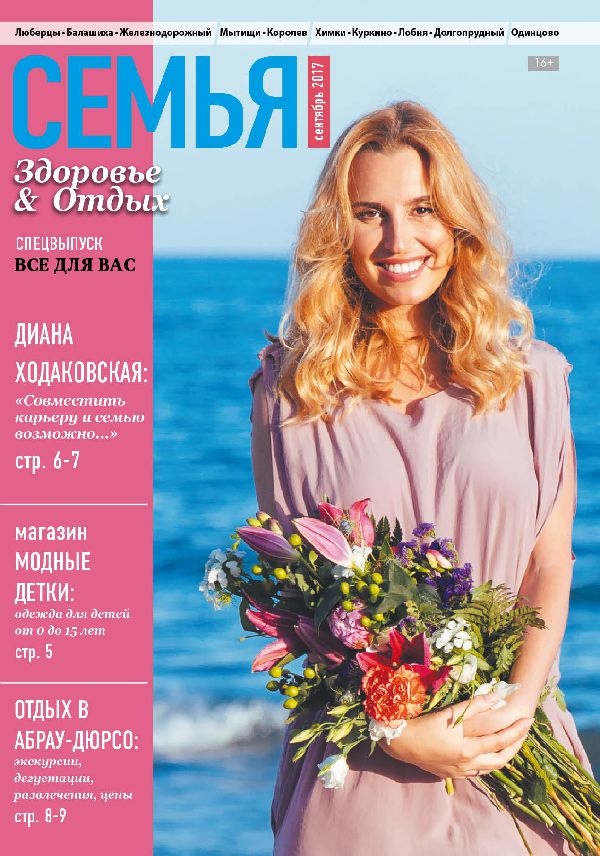 Люберцы • Балашиха • Железнодорожный | Мытищи • Королев | Химки • Куркино • Лобня • Долгопрудный | Одинцово
16+
СЕМЬЯ
сентябрь 2017
Здоровье
& Отдых
СПЕЦВЫПУСК
ВСЕ ДЛЯ ВАС
ДИАНА
ХОДАКОВСКАЯ:
«Совместить
карьеру и семью
возможно...»
стр. 6-7
магазин
МОДНЫЕ
ДЕТКИ:
одежда для детей
от 0 до 15 лет
стр. 5
ОТДЫХ В
АБРАУ-ДЮРСО:
экскурсии,
дегустации,
развлечения, цены
стр. 8-9